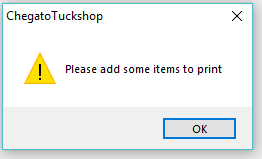 ChegatoTuckshop
Please add some items to print
OK